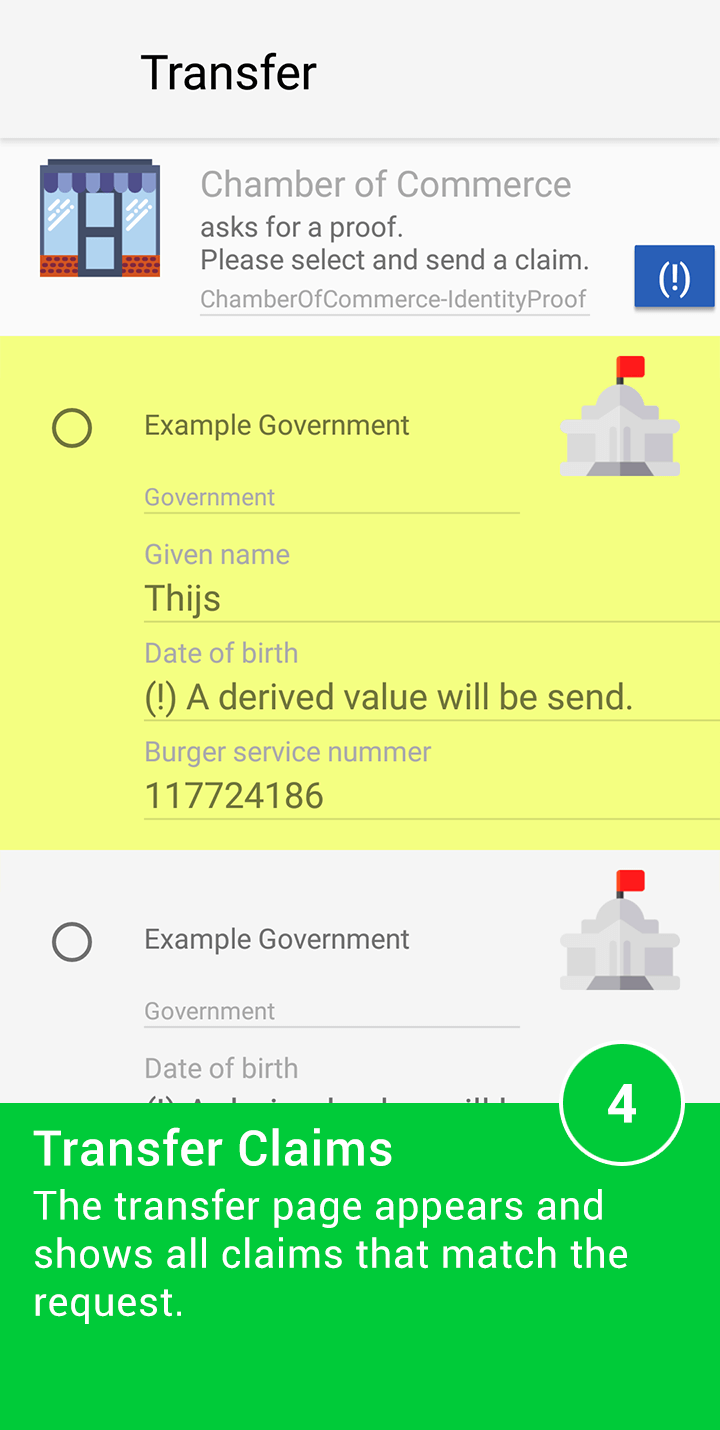 Transfer
Chamber of Commerce
asks for a proof.
Please select and send a claim.
ChamberOfCommerce-IdentityProof
(!)
Example Government
Government
Given name
Thijs
Date of birth
(!) A derived value will be send.
Burger service nummer
117724186
Example Government
Government
Date of birth
4
Transfer Claims
The transfer page appears and
shows all claims that match the
request.